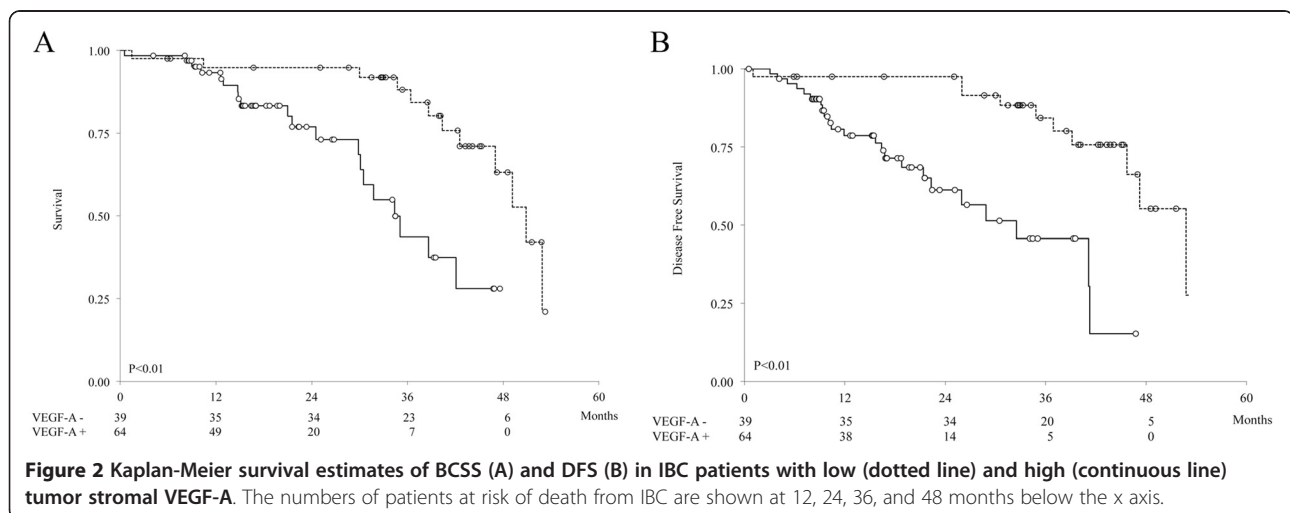 A
1.00
0.75
0.50
0.25
0.00
Survival
P<0.01
0 12 24 36 48 60
Months
VEGF-A - 39 35 34 23 6
VEGF-A + 64 49 20 7 0
B
1.00
0.75
0.50
0.25
0.00
Disease Free Survival
P<0.01
0 12 24 36 48 60
Months
VEGF-A - 39 35 34 20 5
VEGF-A + 64 38 14 5 0
Figure 2 Kaplan-Meier survival estimates of BCSS (A) and DFS (B) in IBC patients with low (dotted line) and high (continuous line)
tumor stromal VEGF-A. The numbers of patients at risk of death from IBC are shown at 12, 24, 36, and 48 months below the x axis.